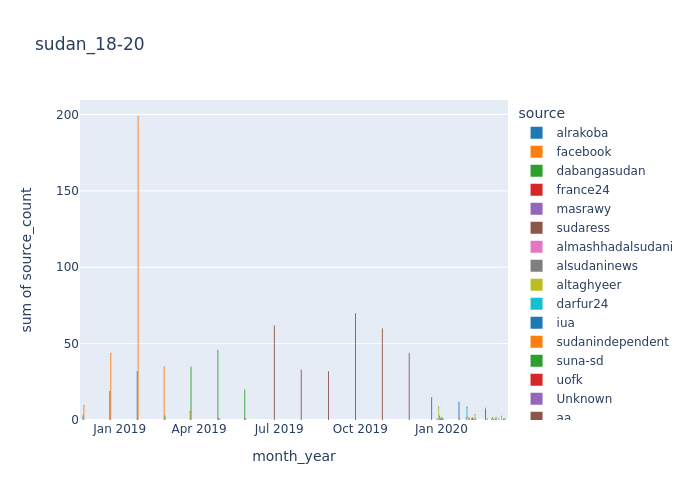 sudan_18-20
sum of source_count
200
150
100
50
0
Jan 2019
Apr 2019
Jul 2019
Oct 2019
Jan 2020
month_year
source
alrakoba
facebook
dabangasudan
france24
masrawy
sudaress
almashhadalsudani
alsudaninews
altaghyeer
darfur24
iua
sudanindependent
suna-sd
uofk
Unknown
aa